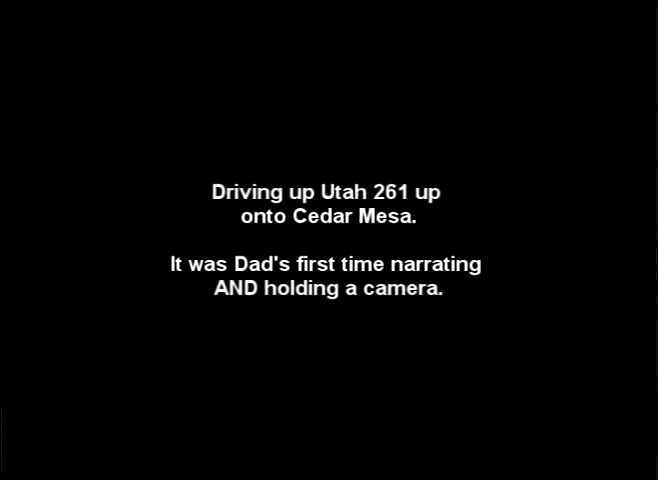 Driving up Utah 261 up
onto Cedar Mesa.
It was Dad's first time narrating
AND holding a camera.